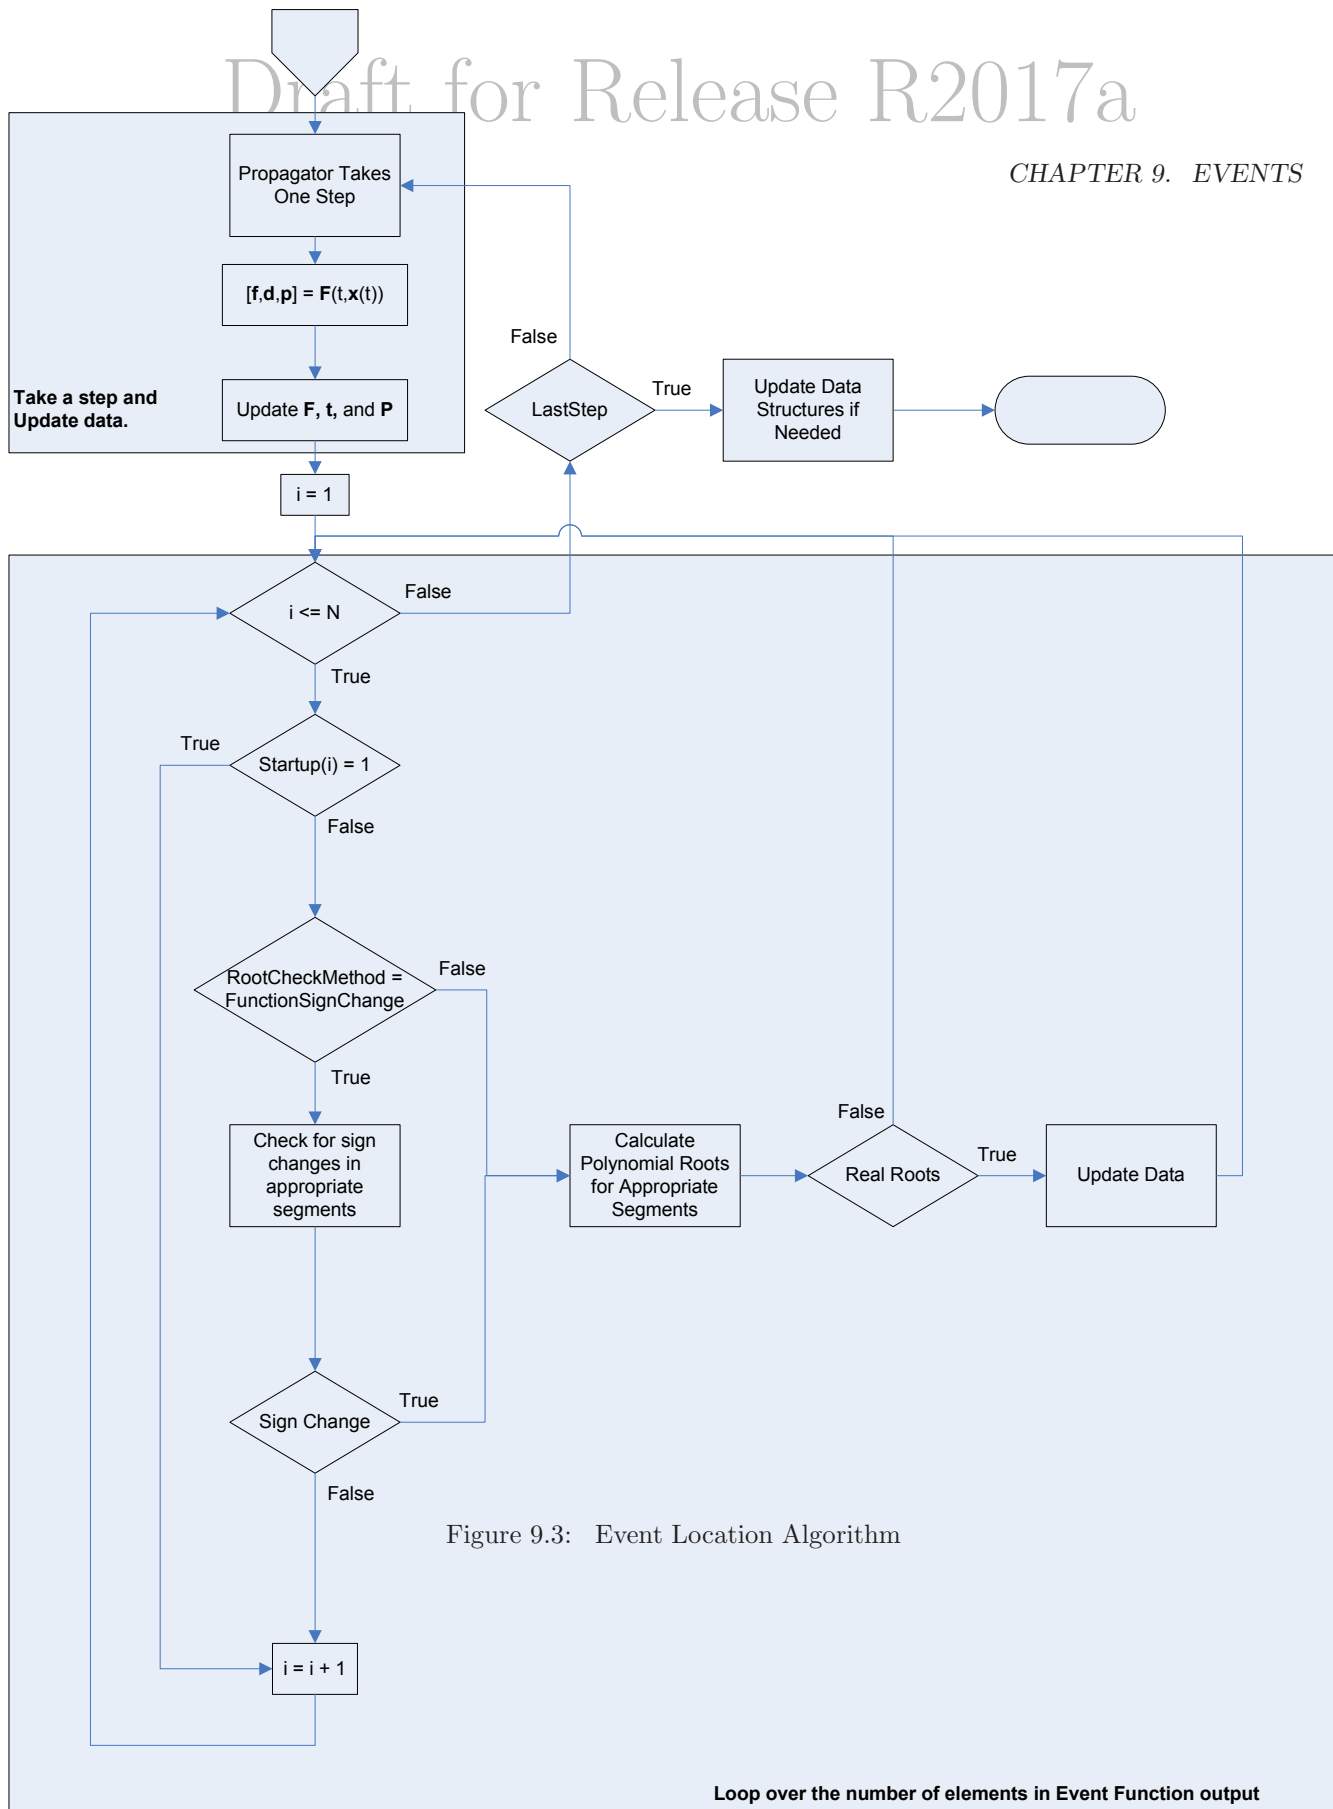 Draft for Release R2017a
CHAPTER 9. EVENTS
Propagator Takes
One Step
[f,d,p] = F(t,x(t))
Update F, t, and P
Take a step and
Update data.
i = 1
False
LastStep
True
Update Data
Structures if
Needed
i <= N
False
True
Startup(i) = 1
True
False
RootCheckMethod =
FunctionSignChange
False
True
Check for sign
changes in
appropriate
segments
Calculate
Polynomial Roots
for Appropriate
Segments
False
Real Roots
True
Update Data
Sign Change
True
False
Figure 9.3: Event Location Algorithm
i = i + 1
Loop over the number of elements in Event Function output